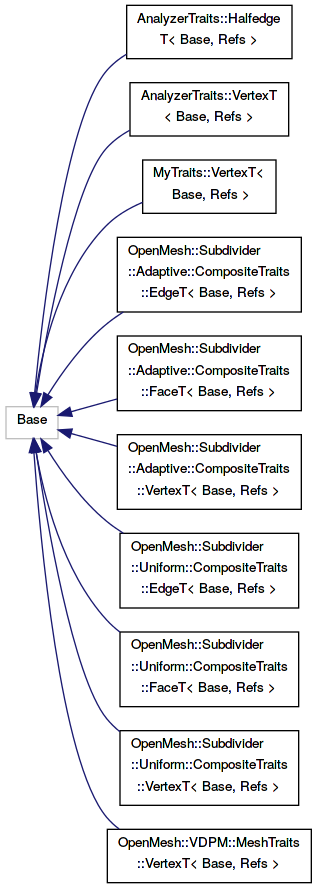 AnalyzerTraits::Halfedge
T< Base, Refs >
AnalyzerTraits::VertexT
< Base, Refs >
MyTraits::VertexT<
Base, Refs >
OpenMesh::Subdivider
::Adaptive::CompositeTraits
::EdgeT< Base, Refs >
OpenMesh::Subdivider
::Adaptive::CompositeTraits
::FaceT< Base, Refs >
Base
OpenMesh::Subdivider
::Adaptive::CompositeTraits
::VertexT< Base, Refs >
OpenMesh::Subdivider
::Uniform::CompositeTraits
::EdgeT< Base, Refs >
OpenMesh::Subdivider
::Uniform::CompositeTraits
::FaceT< Base, Refs >
OpenMesh::Subdivider
::Uniform::CompositeTraits
::VertexT< Base, Refs >
OpenMesh::VDPM::MeshTraits
::VertexT< Base, Refs >